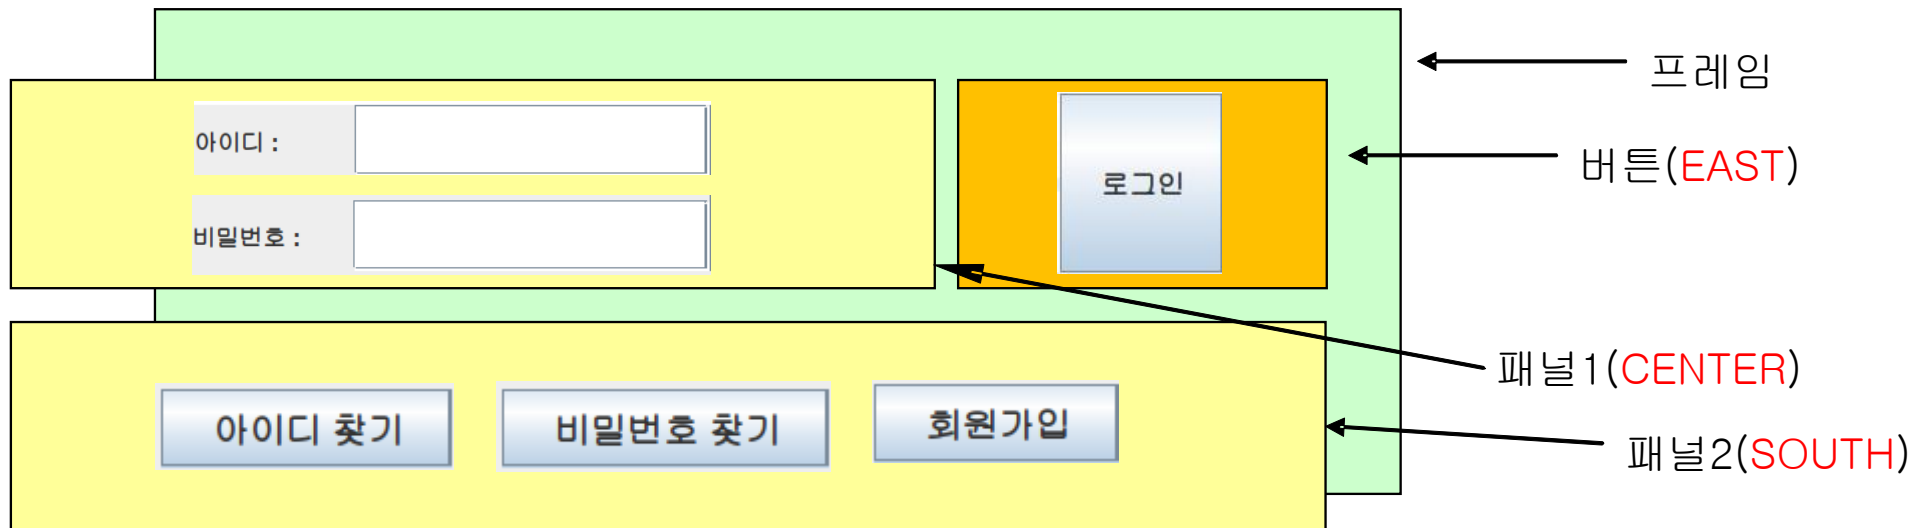 프레임
아이디 :
로그인
버튼(EAST)
비밀번호 :
패널1(CENTER)
아이디 찾기
비밀번호 찾기
회원가입
패널2(SOUTH)